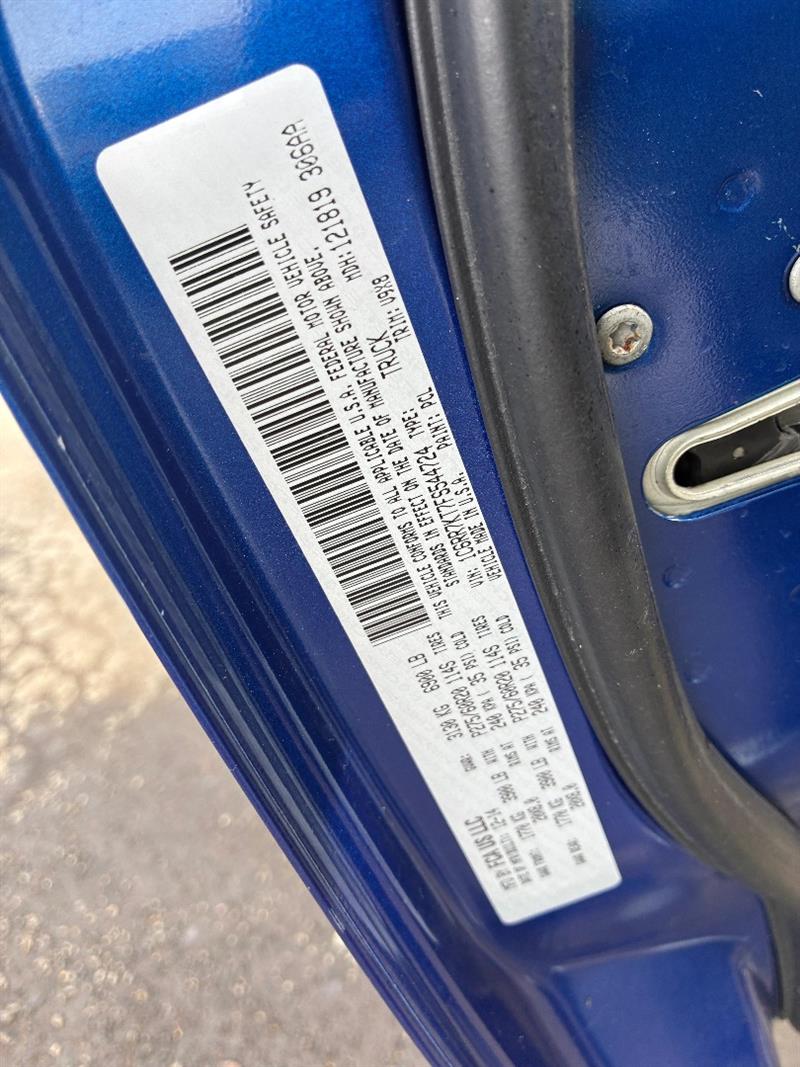 MFD BY FCA US LLC
DATE OF MFR(BUILT): 12-14
GVWR: 3130 KG 6900 LB
GAWR FRONT: 1770 KG 3900 LB WITH P275/60R20 114S TIRES
20X8.0 RIMS AT 240 KPA ( 35 PSI) COLD
GAWR REAR: 1770 KG 3900 LB WITH P275/60R20 114S TIRES
20X8.0 RIMS AT 240 KPA ( 35 PSI) COLD
THIS VEHICLE CONFORMS TO ALL APPLICABLE U.S.A. FEDERAL MOTOR VEHICLE SAFETY
STANDARDS IN EFFECT ON THE DATE OF MANUFACTURE SHOWN ABOVE.
VIN: 1C6RR7KT7FS544724 TYPE: TRUCK MDH: 121819 306AA
VEHICLE MADE IN U.S.A. PAINT: PCL TRIM: V9X8